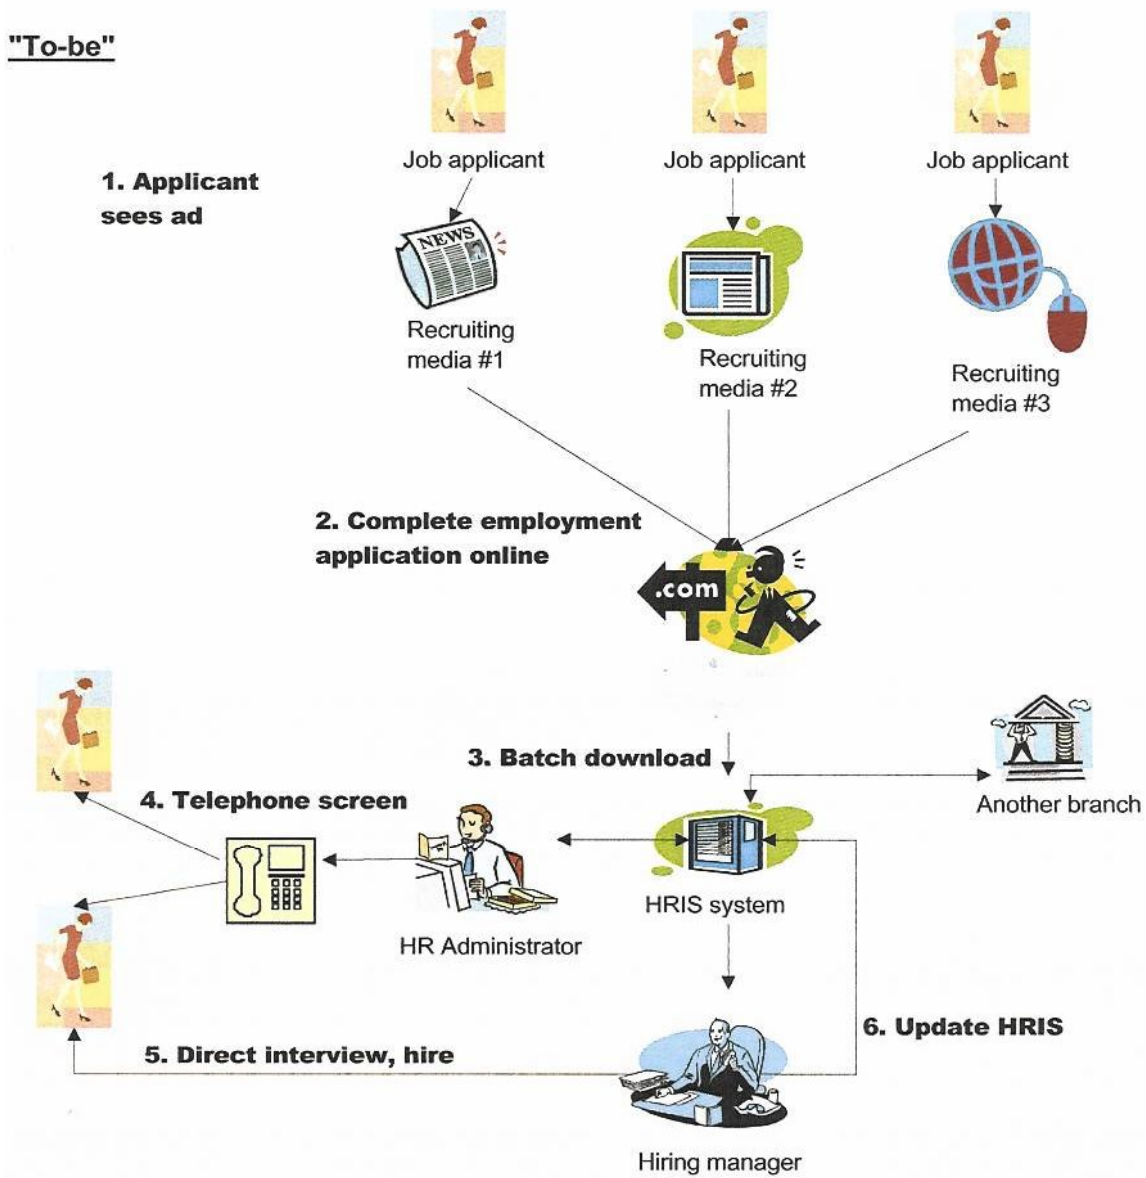 "To-be"
Job applicant
Job applicant
Job applicant
1. Applicant
sees ad
NEWS
Recruiting
media #1
Recruiting
media #2
Recruiting
media #3
2. Complete employment
application online
.com
3. Batch download
Another branch
4. Telephone screen
HRIS system
HR Administrator
6. Update HRIS
5. Direct interview, hire
Hiring manager